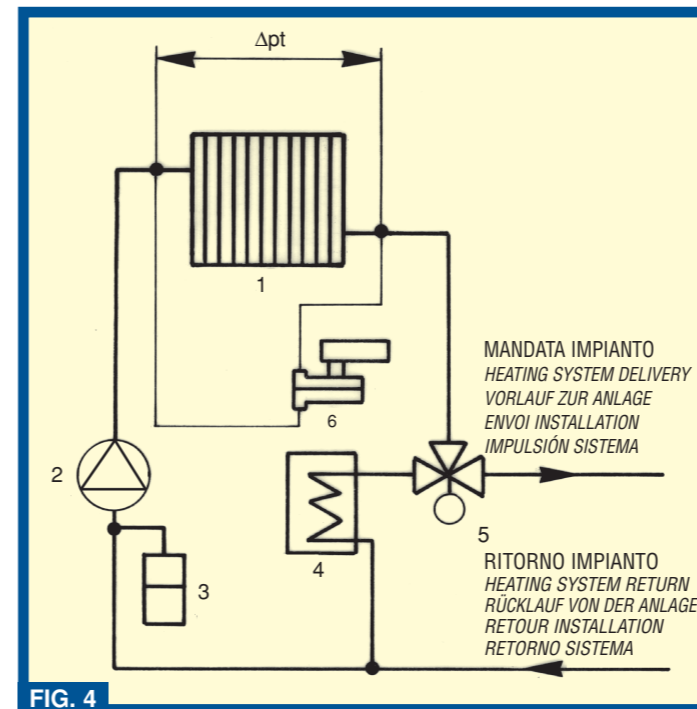 Δpt
1
2
3
4
5
6
MANDATA IMPIANTO
HEATING SYSTEM DELIVERY
VORLAUF ZUR ANLAGE
ENVOI INSTALLATION
IMPULSIÓN SISTEMA
RITORNO IMPIANTO
HEATING SYSTEM RETURN
RÜCKLAUF VON DER ANLAGE
RETOUR INSTALLATION
RETORNO SISTEMA
FIG. 4